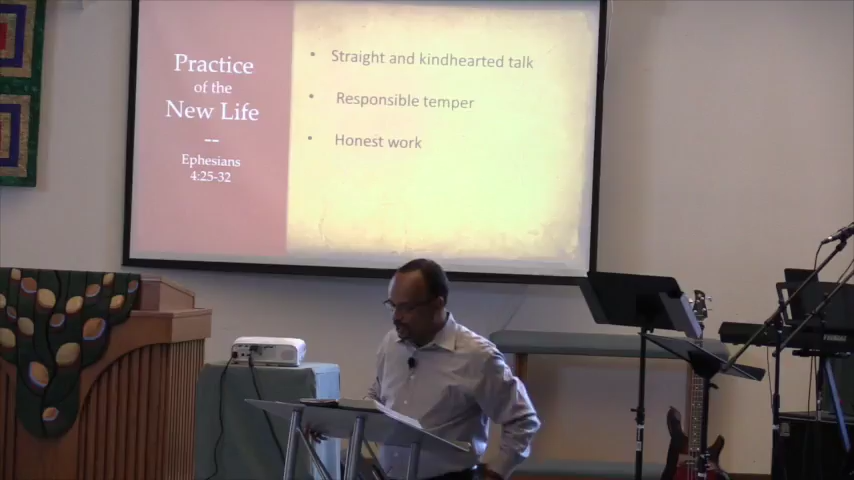 Practice
of the
New Life
--
Ephesians
4:25-32
• Straight and kindhearted talk
• Responsible temper
• Honest work